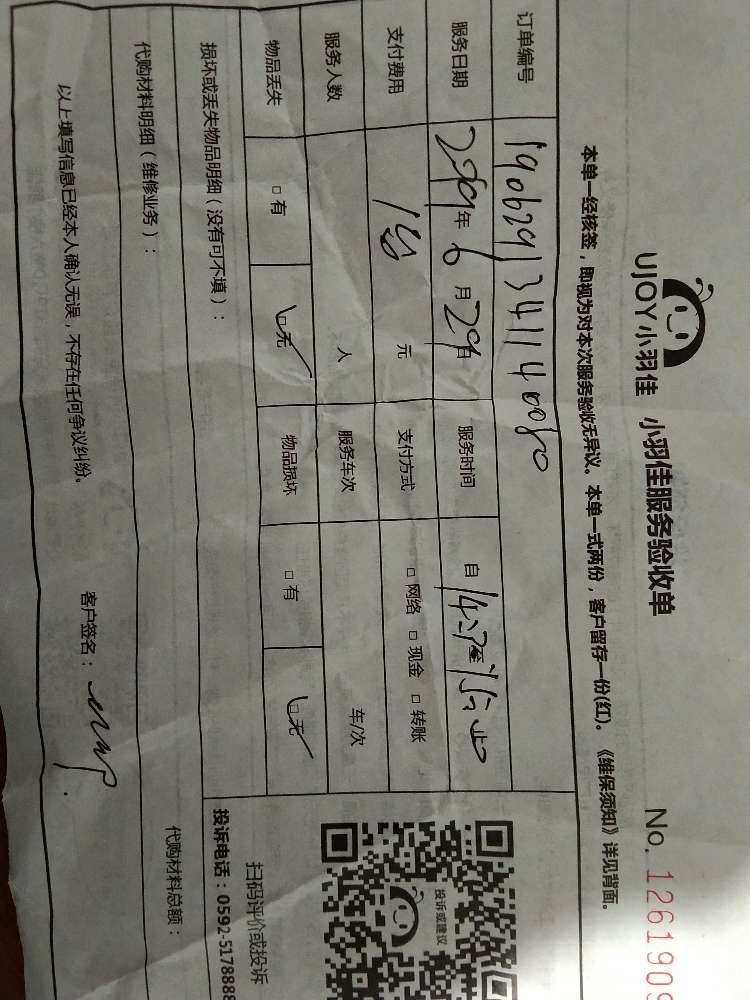 UJOY小羽佳 小羽佳服务验收单 No. 126190
本单一经核签，即视为对本次服务验收无异议。本单一式两份，客户留存一份(红)。《维保须知》详见背面。
订单编号 1906291341140080
服务日期 2019年6月29日 服务时间 自14:27至15: 止
支付费用 元 支付方式 □网络 □现金 □转账
服务人数 人 服务车次 车/次
物品丢失 □有 ☑无 物品损坏 □有 ☑无
损坏或丢失物品明细（没有可不填）：
代购材料明细（维修业务）： 代购材料总额：
以上填写信息已经本人确认无误，不存在任何争议纠纷。 客户签名：
投诉或建议
扫码评价或投诉
投诉电话：0592-5178888